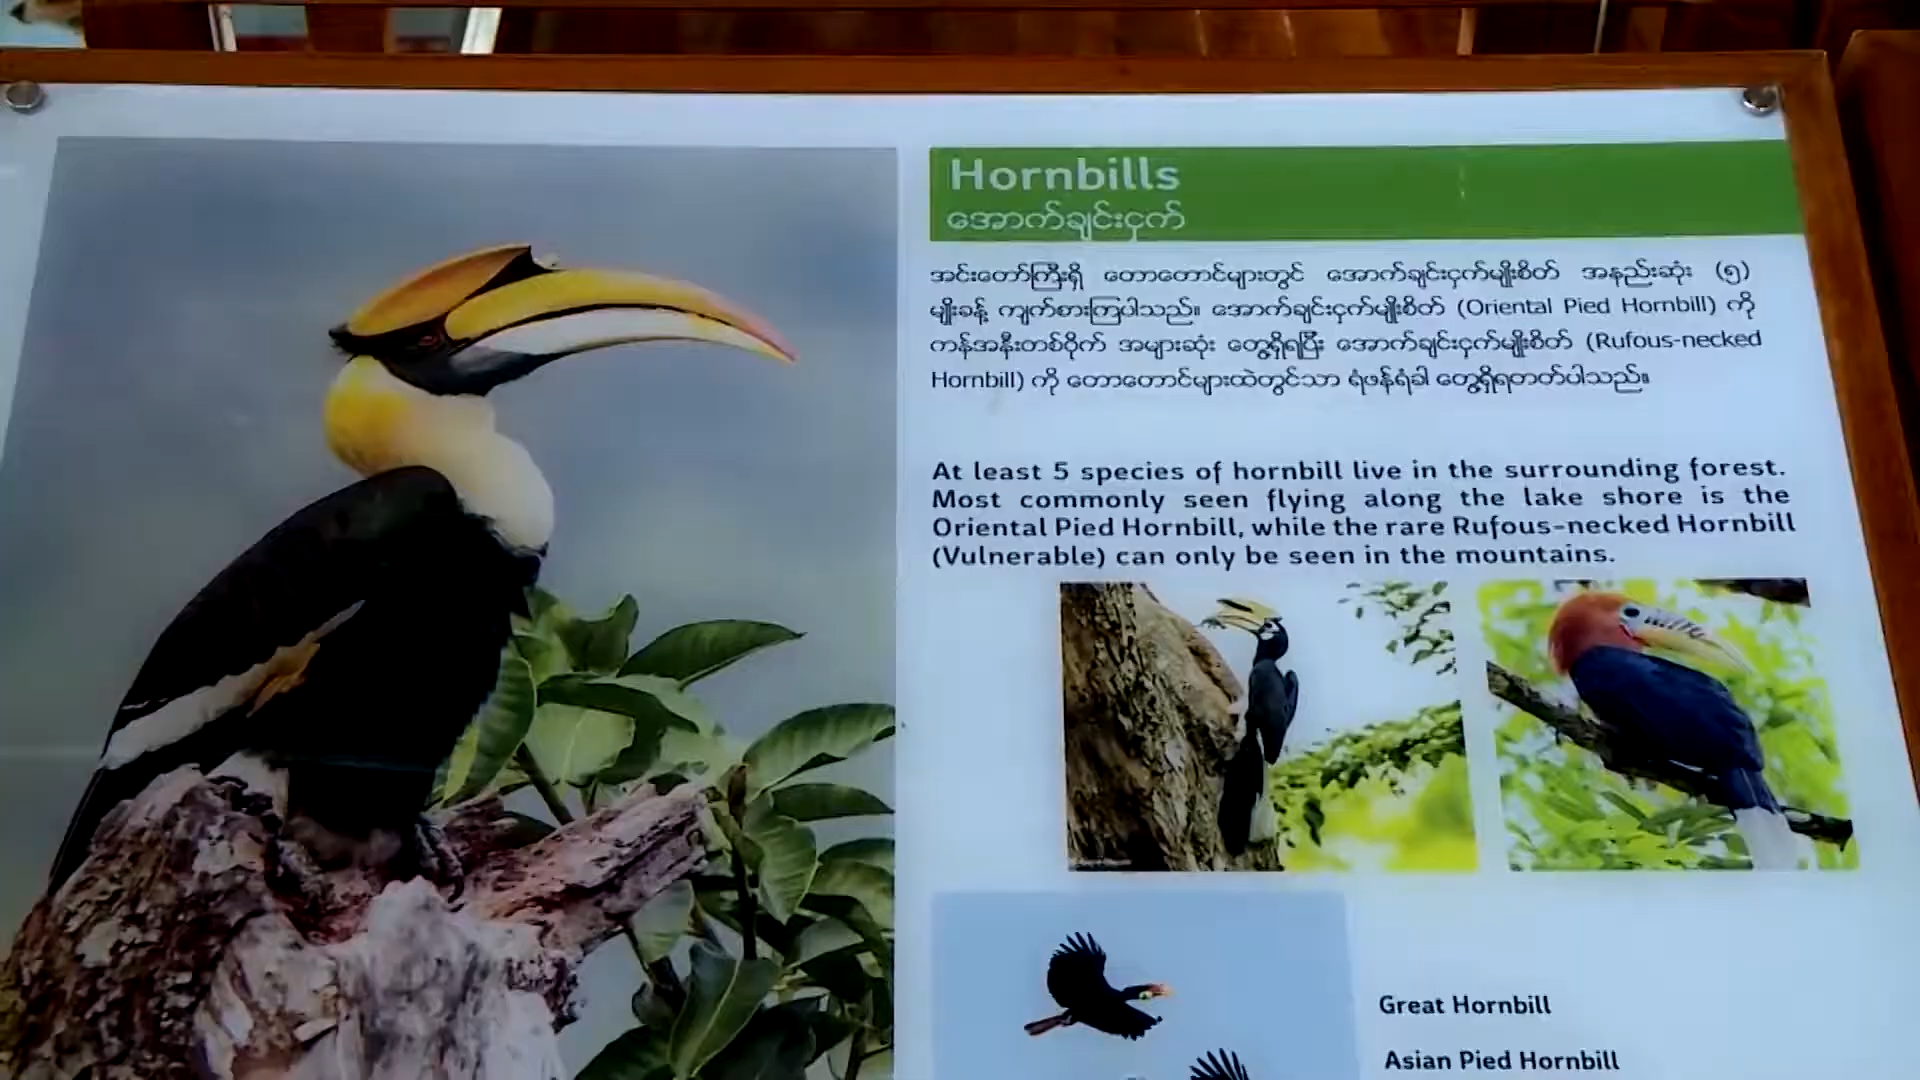 Hornbills
အောက်ချင်းငှက်
အင်းတော်ကြီးရှိ တောတောင်များတွင် အောက်ချင်းငှက်မျိုးစိတ် အနည်းဆုံး (၅)
မျိုးခန့် ကျက်စားကြပါသည်။ အောက်ချင်းငှက်မျိုးစိတ် (Oriental Pied Hornbill) ကို
ကန်အနီးတစ်ဝိုက် အများဆုံး တွေ့ရှိရပြီး အောက်ချင်းငှက်မျိုးစိတ် (Rufous-necked
Hornbill) ကို တောတောင်များထဲတွင်သာ ရံဖန်ရံခါ တွေ့ရှိရတတ်ပါသည်။
At least 5 species of hornbill live in the surrounding forest.
Most commonly seen flying along the lake shore is the
Oriental Pied Hornbill, while the rare Rufous-necked Hornbill
(Vulnerable) can only be seen in the mountains.
Great Hornbill
Asian Pied Hornbill